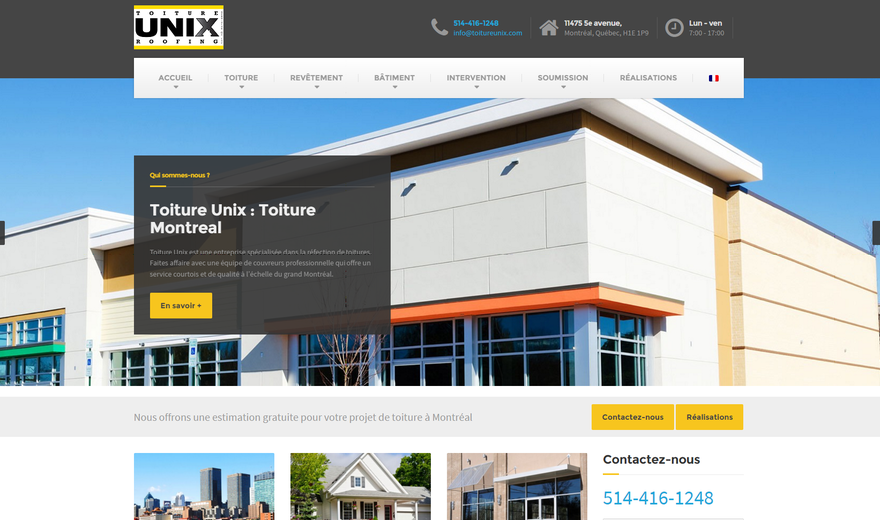 TOITURE
UNIX
ROOFING
514-416-1248
info@toitureunix.com
11475 5e avenue,
Montréal, Québec, H1E 1P9
Lun - ven
7:00 - 17:00
ACCUEIL
TOITURE
REVÊTEMENT
BÂTIMENT
INTERVENTION
SOUMISSION
RÉALISATIONS
Qui sommes-nous ?
Toiture Unix : Toiture
Montreal
Toiture Unix est une entreprise spécialisée dans la réfection de toitures.
Faites affaire avec une équipe de couvreurs professionnelle qui offre un
service courtois et de qualité à l'échelle du grand Montréal.
En savoir +
Nous offrons une estimation gratuite pour votre projet de toiture à Montréal
Contactez-nous
Réalisations
Contactez-nous
514-416-1248